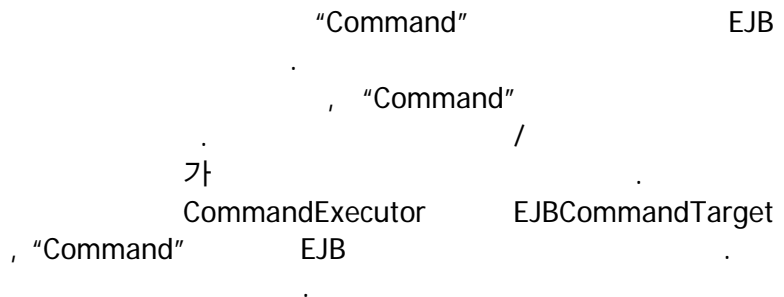 “Command” EJB
.
, “Command”
. /
가 .
CommandExecutor EJBCommandTarget
, “Command” EJB .
.